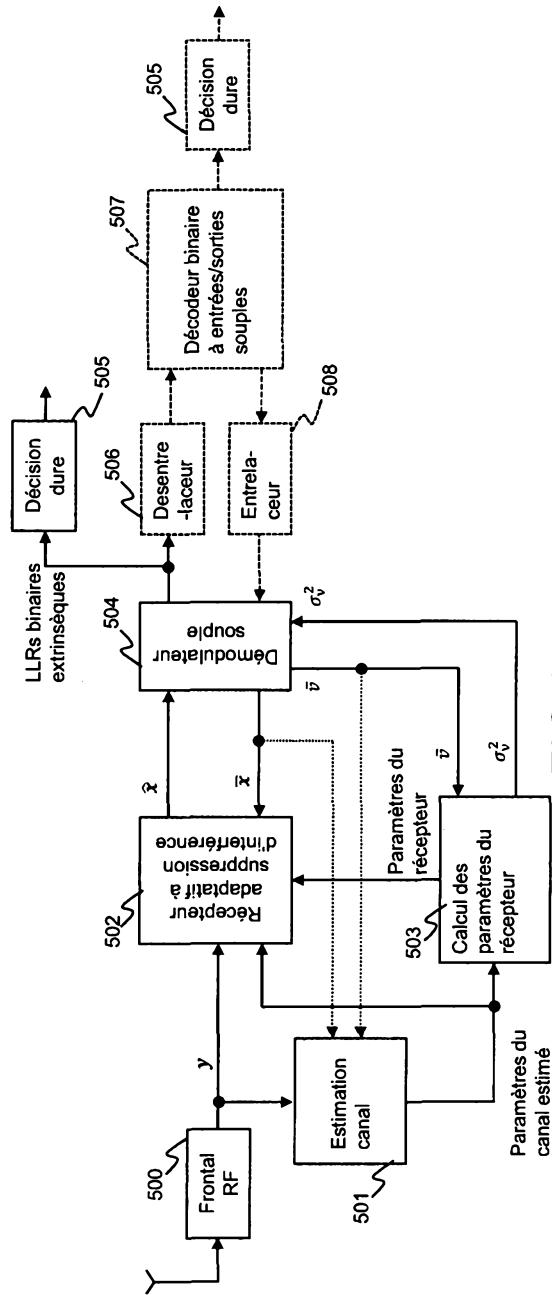 500
Frontal
RF
y
501
Estimation
canal
Paramètres du
canal estimé
502
Récepteur
adaptatif à
suppression
d'interférence
Paramètres du
récepteur
503
Calcul des
paramètres du
récepteur
x̂
x̄
504
Démodulateur
souple
v̄
σᵥ²
v̄
σᵥ²
LLRs binaires
extrinsèques
Décision
dure
505
506
Desentre
-laceur
Entrela-
ceur
508
507
Décodeur binaire
à entrées/sorties
souples
505
Décision
dure